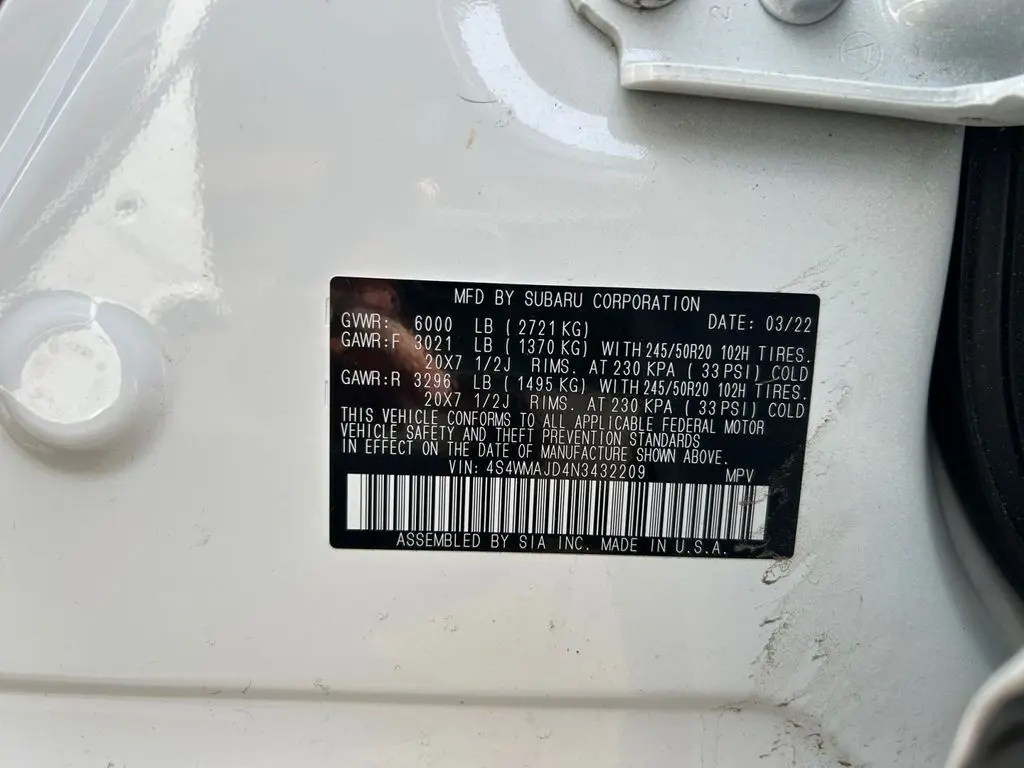 MFD BY SUBARU CORPORATION
GVWR: 6000 LB ( 2721 KG) DATE: 03/22
GAWR:F 3021 LB ( 1370 KG) WITH 245/50R20 102H TIRES.
20X7 1/2J RIMS. AT 230 KPA ( 33 PSI) COLD
GAWR:R 3296 LB ( 1495 KG) WITH 245/50R20 102H TIRES.
20X7 1/2J RIMS. AT 230 KPA ( 33 PSI) COLD
THIS VEHICLE CONFORMS TO ALL APPLICABLE FEDERAL MOTOR
VEHICLE SAFETY AND THEFT PREVENTION STANDARDS
IN EFFECT ON THE DATE OF MANUFACTURE SHOWN ABOVE.
VIN: 4S4WMAJD4N3432209 MPV
ASSEMBLED BY SIA INC. MADE IN U.S.A.